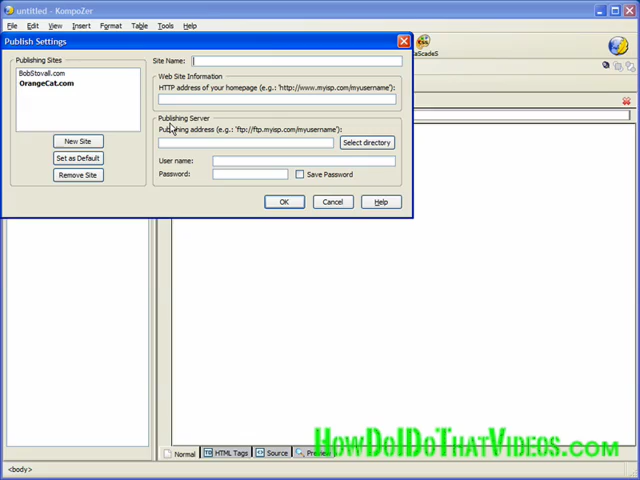 untitled - KompoZer
File Edit View Insert Format Table Tools Help
Publish Settings
CaScadeS
Publishing Sites
BobStovall.com
OrangeCat.com
New Site
Set as Default
Remove Site
Site Name:
Web Site Information
HTTP address of your homepage (e.g.: 'http://www.myisp.com/myusername'):
Publishing Server
Publishing address (e.g.: 'ftp://ftp.myisp.com/myusername'):
Select directory
User name:
Password:
Save Password
OK Cancel Help
HowDoIDoThatVideos.com
Normal HTML Tags Source Preview
<body>